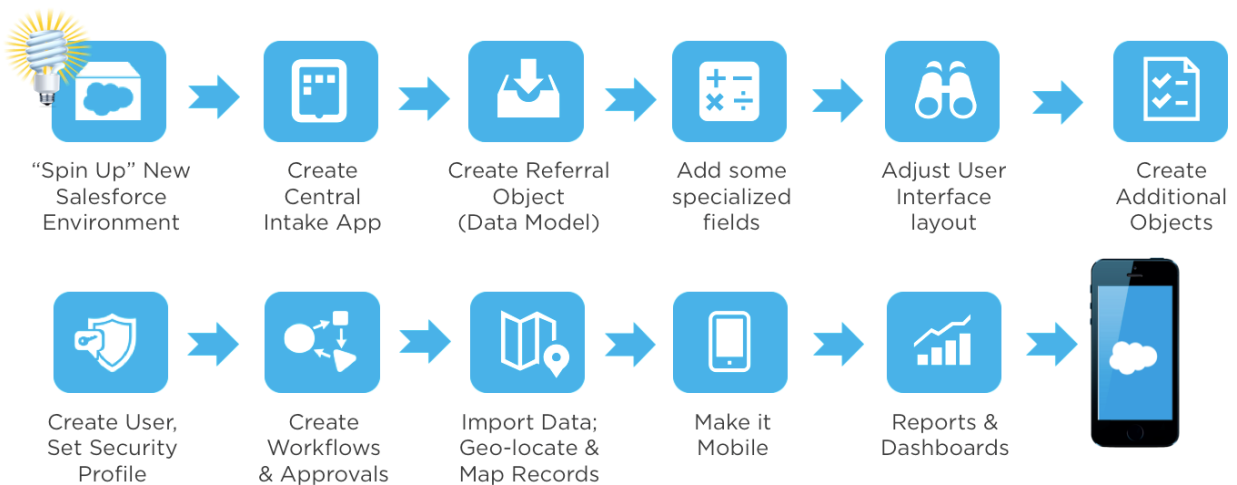 “Spin Up” New
Salesforce
Environment
Create
Central
Intake App
Create Referral
Object
(Data Model)
Add some
specialized
fields
Adjust User
Interface
layout
Create
Additional
Objects
Create User,
Set Security
Profile
Create
Workflows
& Approvals
Import Data;
Geo-locate &
Map Records
Make it
Mobile
Reports &
Dashboards